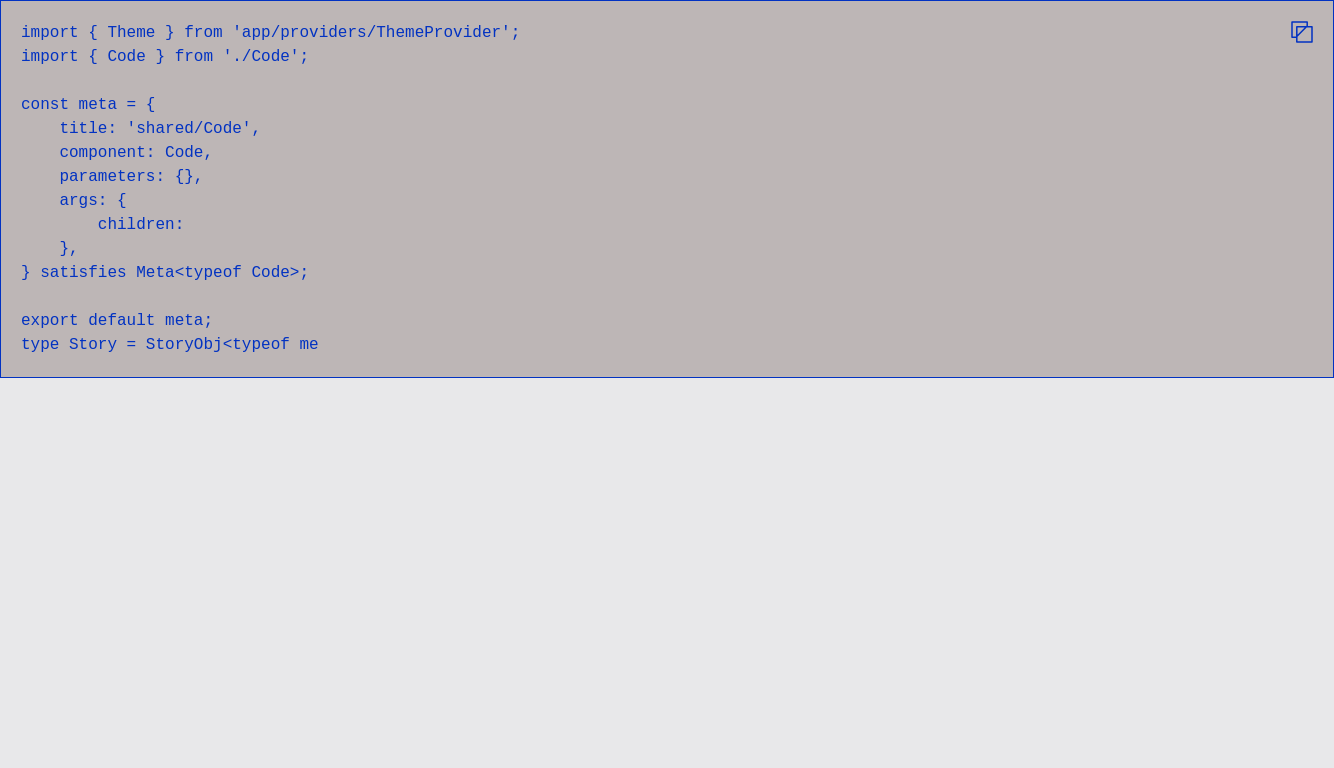 import { Theme } from 'app/providers/ThemeProvider';
import { Code } from './Code';

const meta = {
    title: 'shared/Code',
    component: Code,
    parameters: {},
    args: {
        children:
    },
} satisfies Meta<typeof Code>;

export default meta;
type Story = StoryObj<typeof me